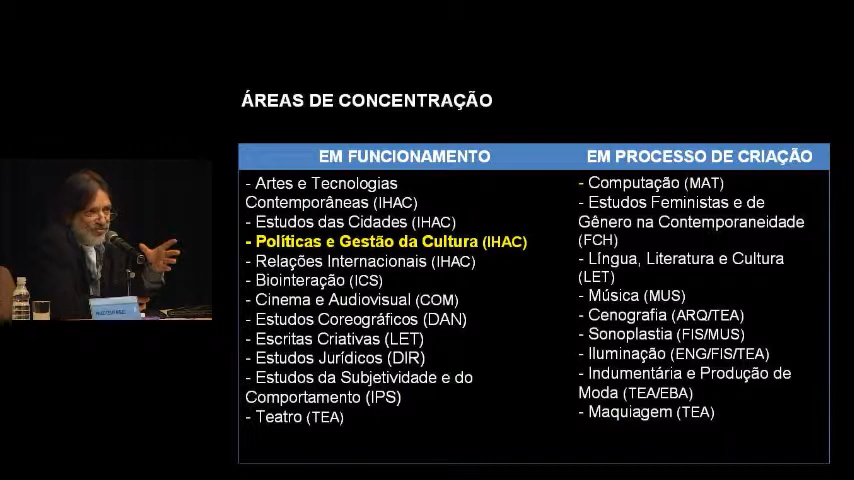 ÁREAS DE CONCENTRAÇÃO
EM FUNCIONAMENTO
- Artes e Tecnologias
Contemporâneas (IHAC)
- Estudos das Cidades (IHAC)
- Políticas e Gestão da Cultura (IHAC)
- Relações Internacionais (IHAC)
- Biointeração (ICS)
- Cinema e Audiovisual (COM)
- Estudos Coreográficos (DAN)
- Escritas Criativas (LET)
- Estudos Jurídicos (DIR)
- Estudos da Subjetividade e do
Comportamento (IPS)
- Teatro (TEA)
EM PROCESSO DE CRIAÇÃO
- Computação (MAT)
- Estudos Feministas e de
Gênero na Contemporaneidade
(FCH)
- Língua, Literatura e Cultura
(LET)
- Música (MUS)
- Cenografia (ARQ/TEA)
- Sonoplastia (FIS/MUS)
- Iluminação (ENG/FIS/TEA)
- Indumentária e Produção de
Moda (TEA/EBA)
- Maquiagem (TEA)